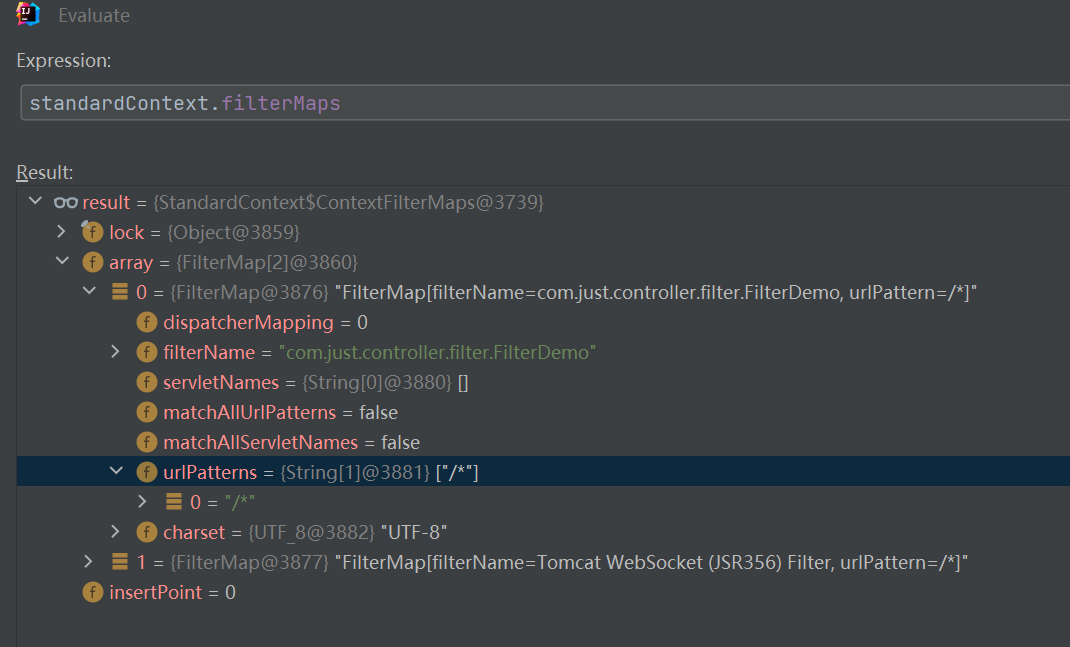 Evaluate
Expression:
standardContext.filterMaps
Result:
result = {StandardContext$ContextFilterMaps@3739}
lock = {Object@3859}
array = {FilterMap[2]@3860}
0 = {FilterMap@3876} "FilterMap[filterName=com.just.controller.filter.FilterDemo, urlPattern=/*]"
dispatcherMapping = 0
filterName = "com.just.controller.filter.FilterDemo"
servletNames = {String[0]@3880} []
matchAllUrlPatterns = false
matchAllServletNames = false
urlPatterns = {String[1]@3881} ["/*"]
0 = "/*"
charset = {UTF_8@3882} "UTF-8"
1 = {FilterMap@3877} "FilterMap[filterName=Tomcat WebSocket (JSR356) Filter, urlPattern=/*]"
insertPoint = 0